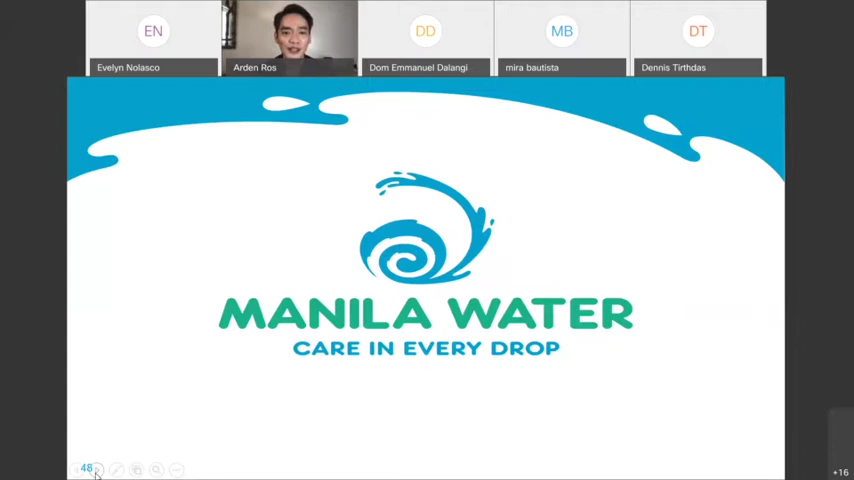 EN
DD
MB
DT
Evelyn Nolasco
Arden Ros
Dom Emmanuel Dalangi
mira bautista
Dennis Tirthdas
MANILA WATER
CARE IN EVERY DROP
48
+16